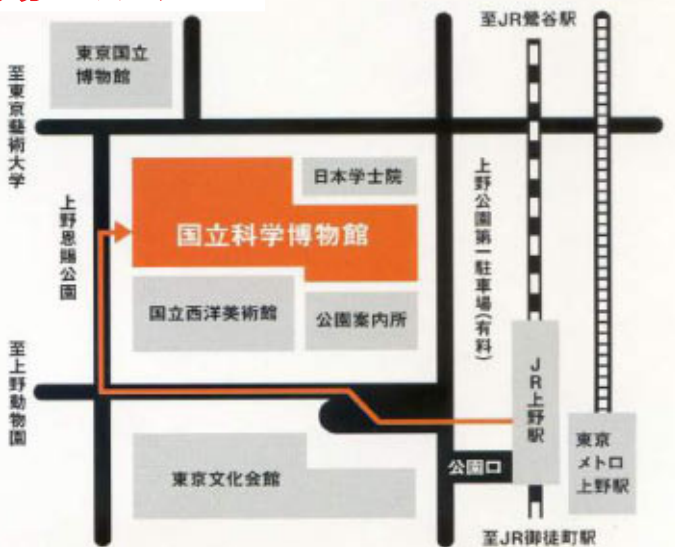 至JR鶯谷駅
東京国立
博物館
至東京藝術大学
日本学士院
上野恩賜公園
国立科学博物館
上野公園第一駐車場(有料)
国立西洋美術館
公園案内所
至上野動物園
JR上野駅
東京
メトロ
上野駅
公園口
東京文化会館
至JR御徒町駅